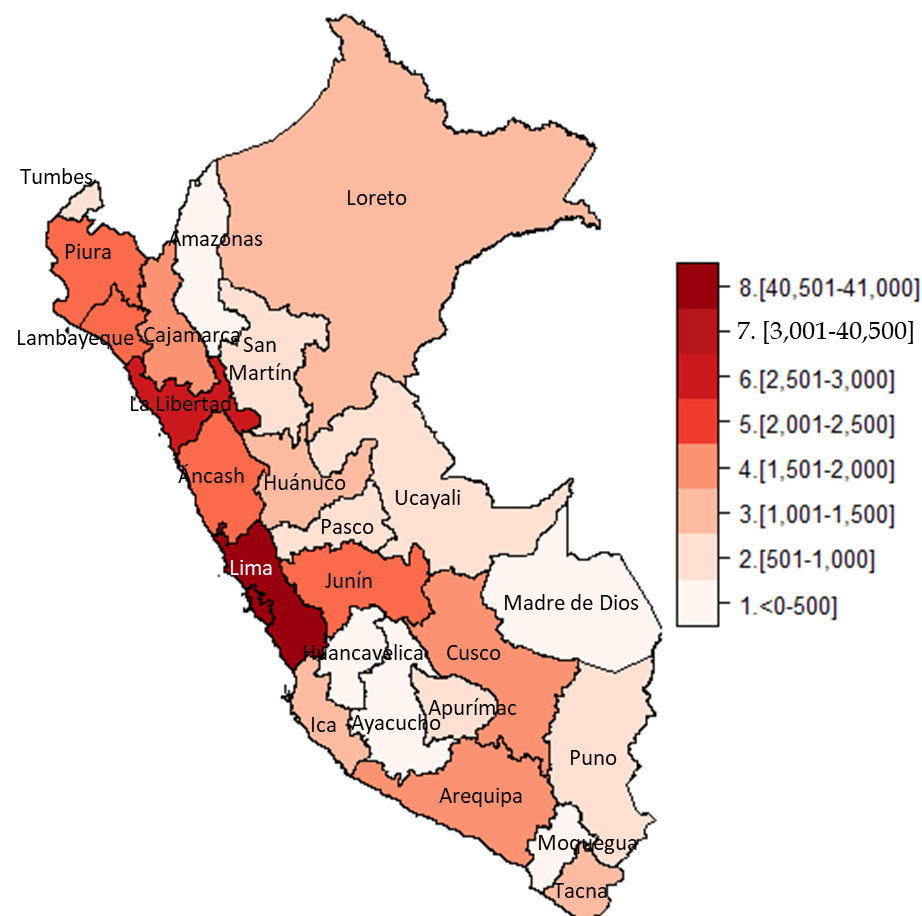 Tumbes
Loreto
Amazonas
Piura
Lambayeque
Cajamarca
San
Martín
La Libertad
Áncash
Huánuco
Ucayali
Pasco
Lima
Junín
Madre de Dios
Huancavelica
Cusco
Apurímac
Ica
Ayacucho
Puno
Arequipa
Moquegua
Tacna
8.[40,501-41,000]
7. [3,001-40,500]
6.[2,501-3,000]
5.[2,001-2,500]
4.[1,501-2,000]
3.[1,001-1,500]
2.[501-1,000]
1.<0-500]